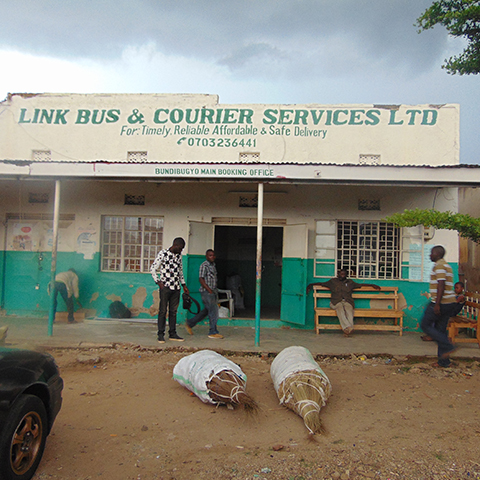 LINK BUS & COURIER SERVICES LTD
For: Timely, Reliable Affordable & Safe Delivery
0703236441
BUNDIBUGYO MAIN BOOKING OFFICE